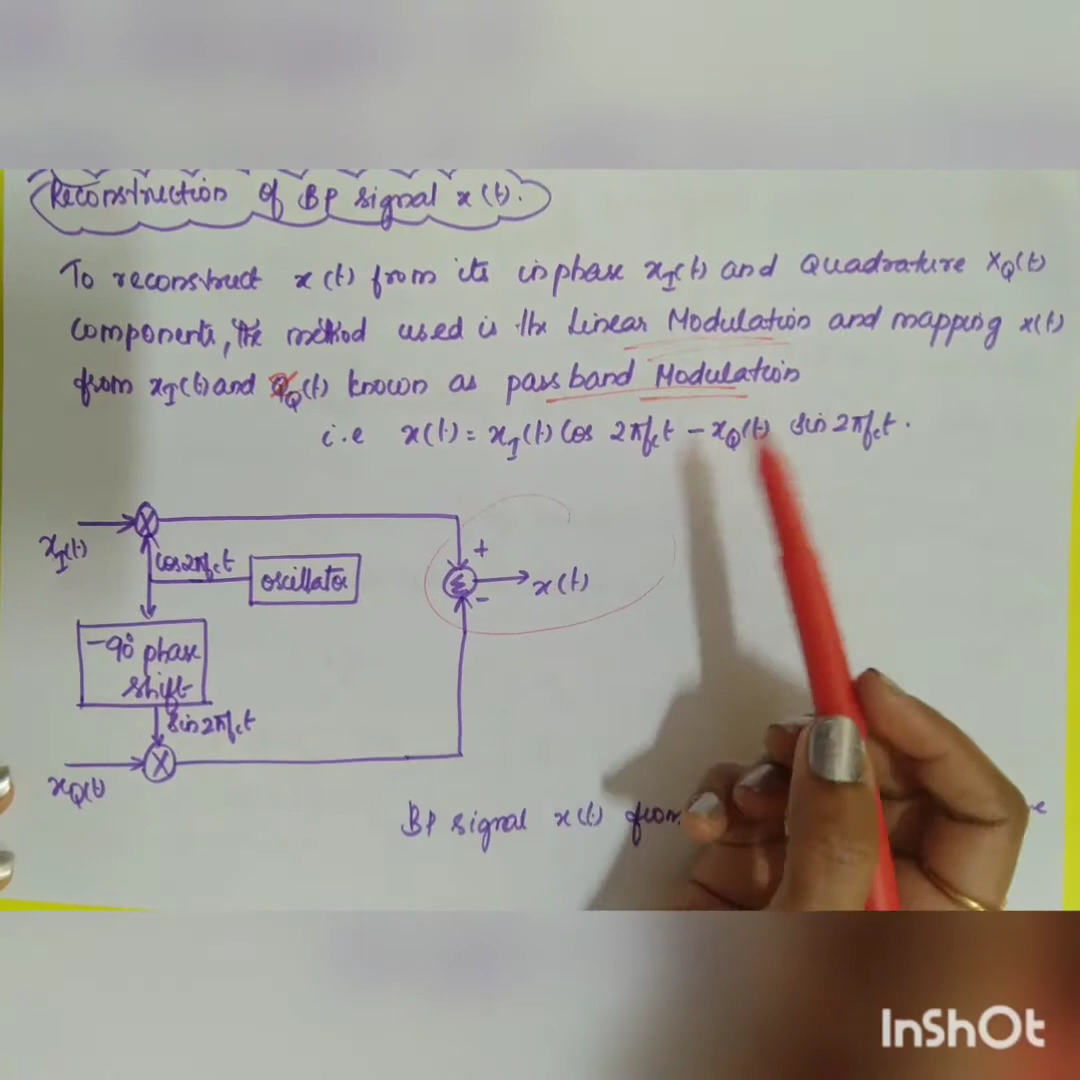 Reconstruction of BP signal x(t).
To reconstruct x(t) from its inphase xI(t) and Quadrature XQ(t)
components, the method used is the Linear Modulation and mapping x(t)
from xI(t) and Q(t) known as pass band Modulation
i.e x(t) = xI(t) Cos 2πfct - xQ(t) Sin 2πfct.
xI(t)
cos2πfct
oscillator
+
Σ
-
x(t)
-90° phase
shift
Sin2πfct
xQ(t)
BP signal x(t) from
InShOt